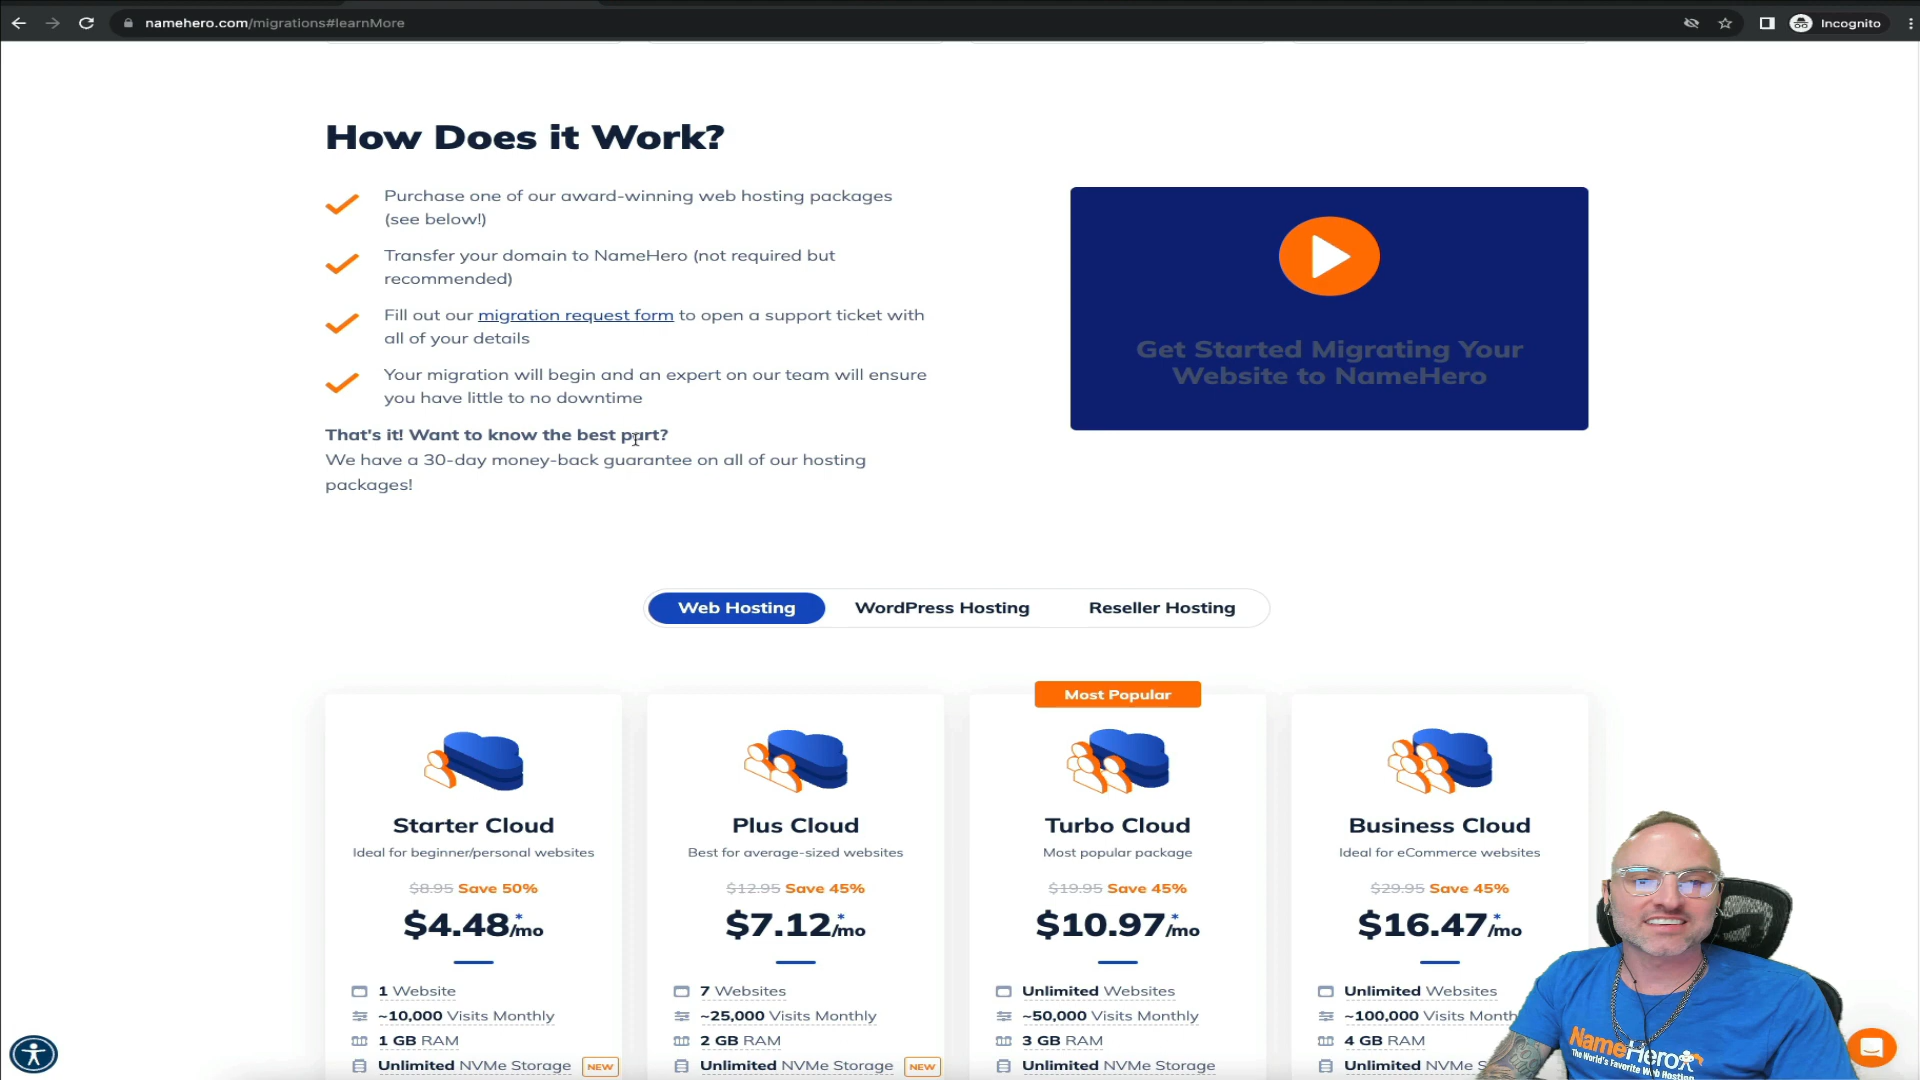 namehero.com/migrations#learnMore
Incognito
How Does it Work?
Purchase one of our award-winning web hosting packages
(see below!)
Transfer your domain to NameHero (not required but
recommended)
Fill out our migration request form to open a support ticket with
all of your details
Your migration will begin and an expert on our team will ensure
you have little to no downtime
That's it! Want to know the best part?
We have a 30-day money-back guarantee on all of our hosting
packages!
Get Started Migrating Your
Website to NameHero
Web Hosting WordPress Hosting Reseller Hosting
Starter Cloud
Ideal for beginner/personal websites
$8.95 Save 50%
$4.48*/mo
1 Website
~10,000 Visits Monthly
1 GB RAM
Unlimited NVMe Storage NEW
Plus Cloud
Best for average-sized websites
$12.95 Save 45%
$7.12*/mo
7 Websites
~25,000 Visits Monthly
2 GB RAM
Unlimited NVMe Storage NEW
Most Popular
Turbo Cloud
Most popular package
$19.95 Save 45%
$10.97*/mo
Unlimited Websites
~50,000 Visits Monthly
3 GB RAM
Unlimited NVMe Storage
Business Cloud
Ideal for eCommerce websites
$29.95 Save 45%
$16.47*/mo
Unlimited Websites
~100,000 Visits Month
4 GB RAM
Unlimited NVMe S
NameHero
The World's Favorite Web Hosting